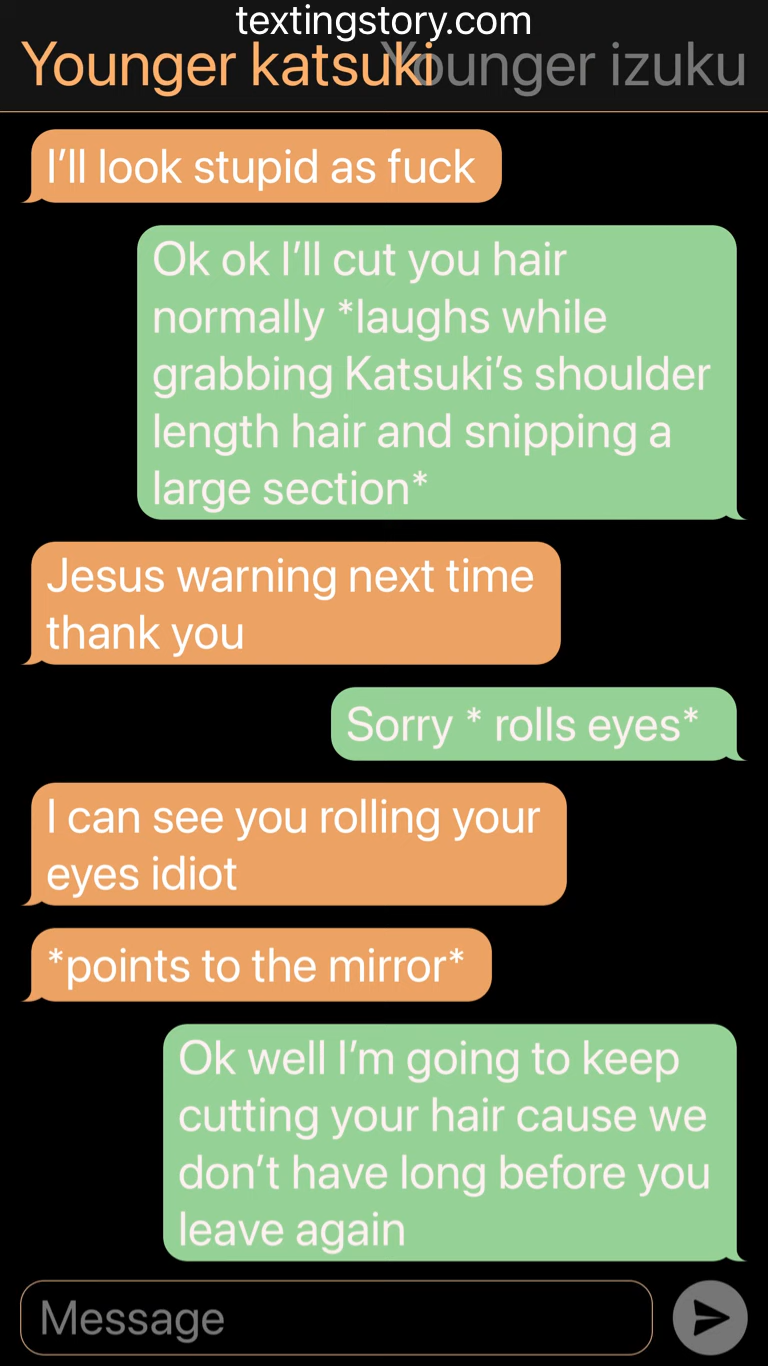 textingstory.com
Younger katsuki Younger izuku
I’ll look stupid as fuck
Ok ok I’ll cut you hair
normally *laughs while
grabbing Katsuki’s shoulder
length hair and snipping a
large section*
Jesus warning next time
thank you
Sorry * rolls eyes*
I can see you rolling your
eyes idiot
*points to the mirror*
Ok well I’m going to keep
cutting your hair cause we
don’t have long before you
leave again
Message